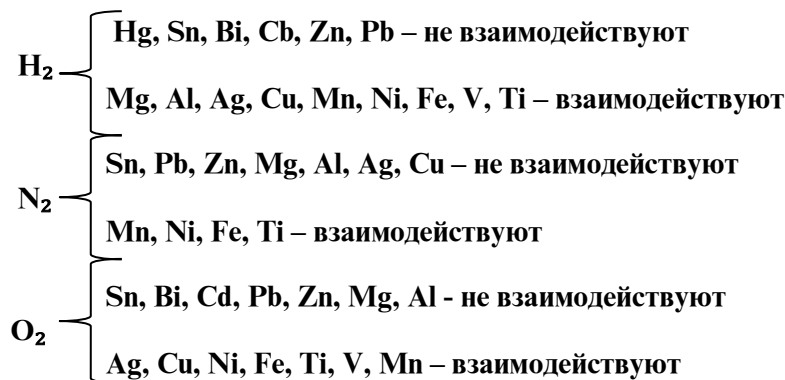 Hg, Sn, Bi, Cb, Zn, Pb – не взаимодействуют
H₂
Mg, Al, Ag, Cu, Mn, Ni, Fe, V, Ti – взаимодействуют
Sn, Pb, Zn, Mg, Al, Ag, Cu – не взаимодействуют
N₂
Mn, Ni, Fe, Ti – взаимодействуют
Sn, Bi, Cd, Pb, Zn, Mg, Al - не взаимодействуют
O₂
Ag, Cu, Ni, Fe, Ti, V, Mn – взаимодействуют